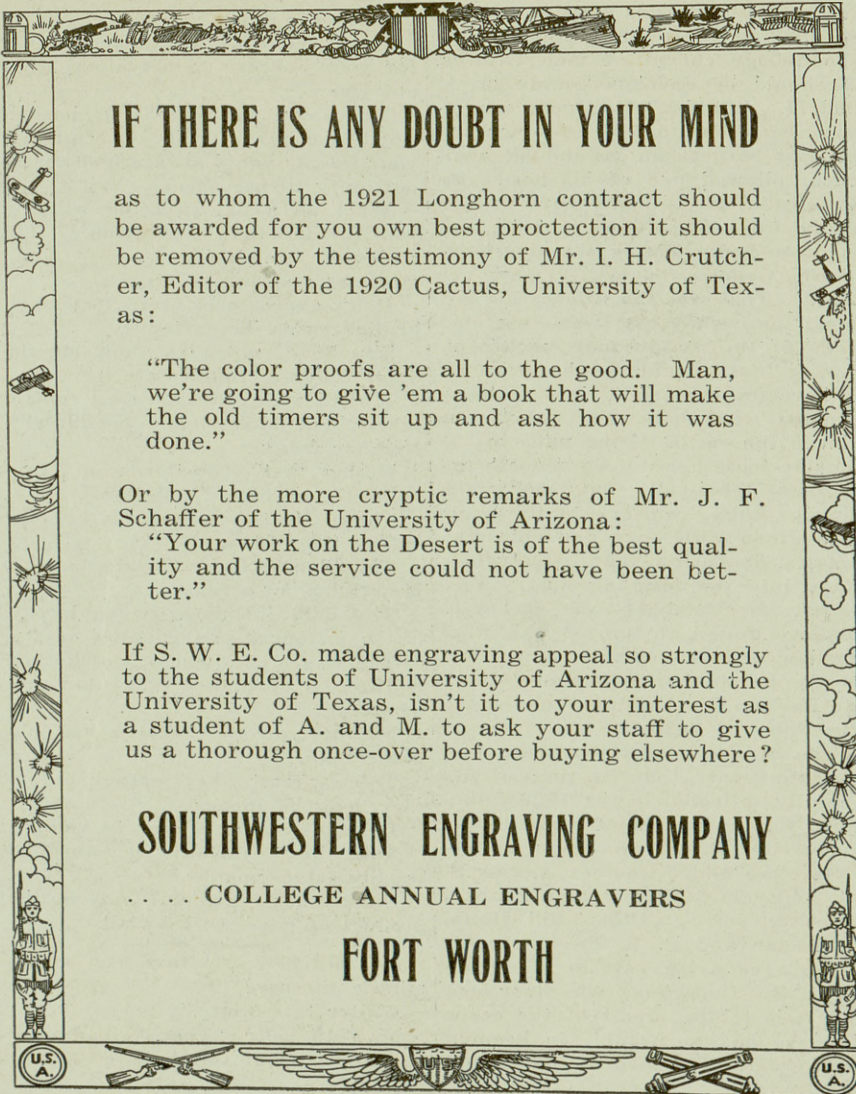 IF THERE IS ANY DOUBT IN YOUR MIND
as to whom the 1921 Longhorn contract should
be awarded for you own best proctection it should
be removed by the testimony of Mr. I. H. Crutch-
er, Editor of the 1920 Cactus, University of Tex-
as:
“The color proofs are all to the good. Man,
we’re going to give ’em a book that will make
the old timers sit up and ask how it was
done.”
Or by the more cryptic remarks of Mr. J. F.
Schaffer of the University of Arizona:
“Your work on the Desert is of the best qual-
ity and the service could not have been bet-
ter.”
If S. W. E. Co. made engraving appeal so strongly
to the students of University of Arizona and the
University of Texas, isn’t it to your interest as
a student of A. and M. to ask your staff to give
us a thorough once-over before buying elsewhere?
SOUTHWESTERN ENGRAVING COMPANY
.... COLLEGE ANNUAL ENGRAVERS
FORT WORTH
U.S.
A.
US
U.S.
A.